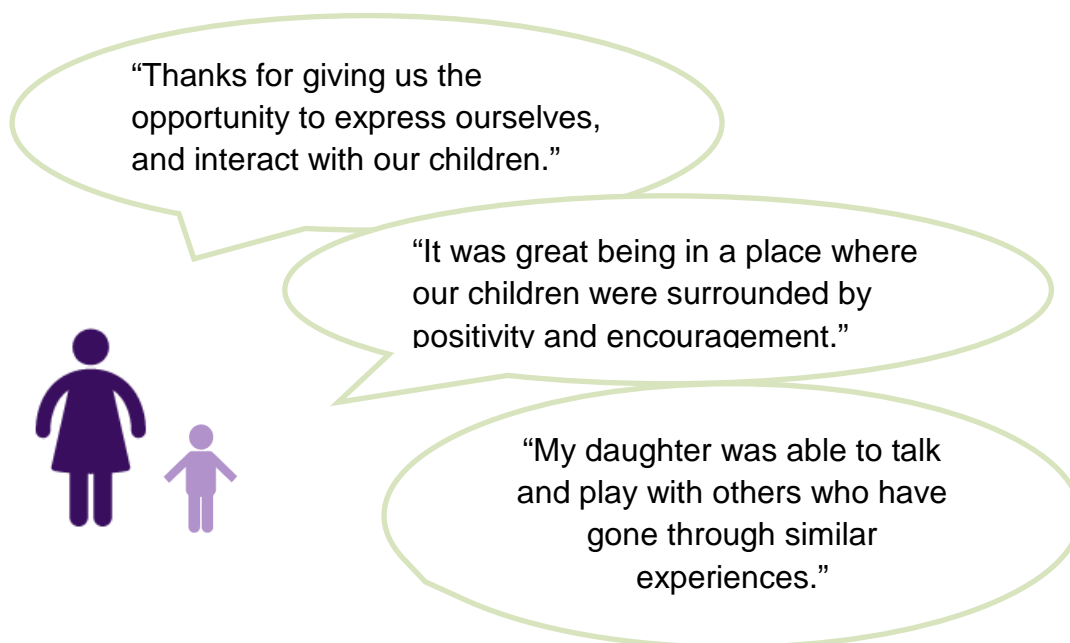 “Thanks for giving us the
opportunity to express ourselves,
and interact with our children.”
“It was great being in a place where
our children were surrounded by
positivity and encouragement.”
“My daughter was able to talk
and play with others who have
gone through similar
experiences.”